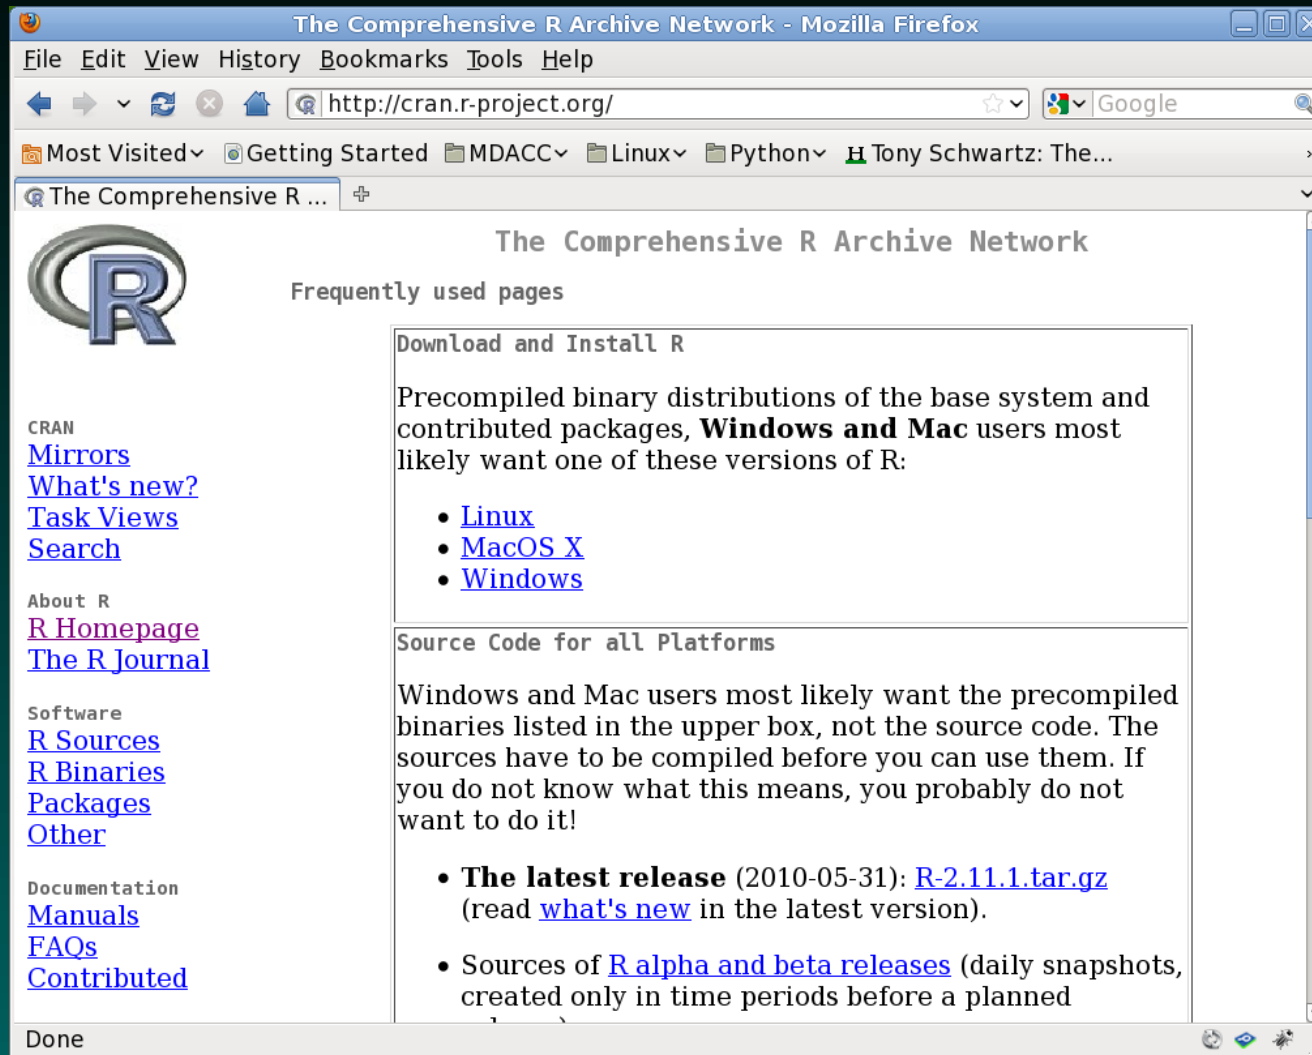 The Comprehensive R Archive Network - Mozilla Firefox
File Edit View History Bookmarks Tools Help
http://cran.r-project.org/
Google
Most Visited Getting Started MDACC Linux Python Tony Schwartz: The...
The Comprehensive R ...
R
CRAN
Mirrors
What's new?
Task Views
Search
About R
R Homepage
The R Journal
Software
R Sources
R Binaries
Packages
Other
Documentation
Manuals
FAQs
Contributed
The Comprehensive R Archive Network
Frequently used pages
Download and Install R
Precompiled binary distributions of the base system and
contributed packages, Windows and Mac users most
likely want one of these versions of R:
• Linux
• MacOS X
• Windows
Source Code for all Platforms
Windows and Mac users most likely want the precompiled
binaries listed in the upper box, not the source code. The
sources have to be compiled before you can use them. If
you do not know what this means, you probably do not
want to do it!
• The latest release (2010-05-31): R-2.11.1.tar.gz
(read what's new in the latest version).
• Sources of R alpha and beta releases (daily snapshots,
created only in time periods before a planned
Done